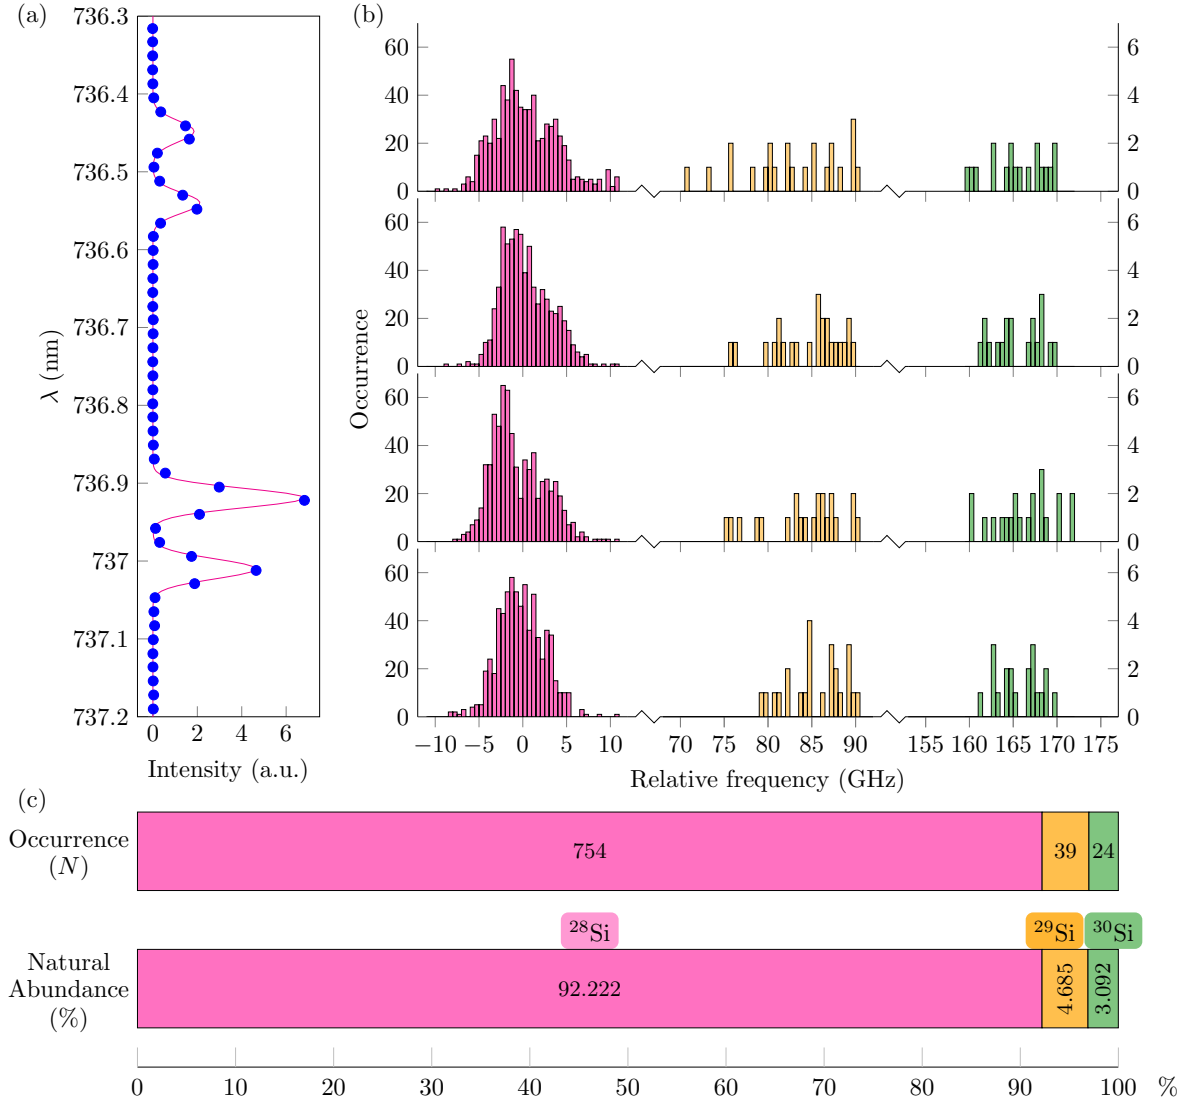 (a)
736.3
736.4
736.5
736.6
736.7
736.8
736.9
737
737.1
737.2
λ (nm)
0 2 4 6
Intensity (a.u.)
(b)
60 6
40 4
20 2
0 0
60 6
40 4
20 2
0 0
60 6
40 4
20 2
0 0
60 6
40 4
20 2
0 0
Occurrence
−10 −5 0 5 10 70 75 80 85 90 155 160 165 170 175
Relative frequency (GHz)
(c)
Occurrence
(N)
754 39 24
²⁸Si ²⁹Si ³⁰Si
Natural
Abundance
(%)
92.222 4.685 3.092
0 10 20 30 40 50 60 70 80 90 100 %